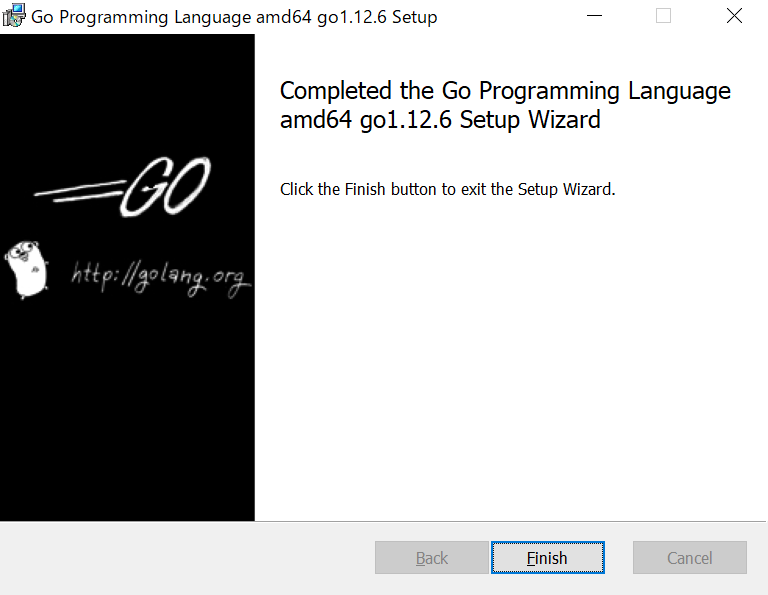 Go Programming Language amd64 go1.12.6 Setup
Completed the Go Programming Language
amd64 go1.12.6 Setup Wizard
Click the Finish button to exit the Setup Wizard.
GO
http://golang.org
Back
Finish
Cancel